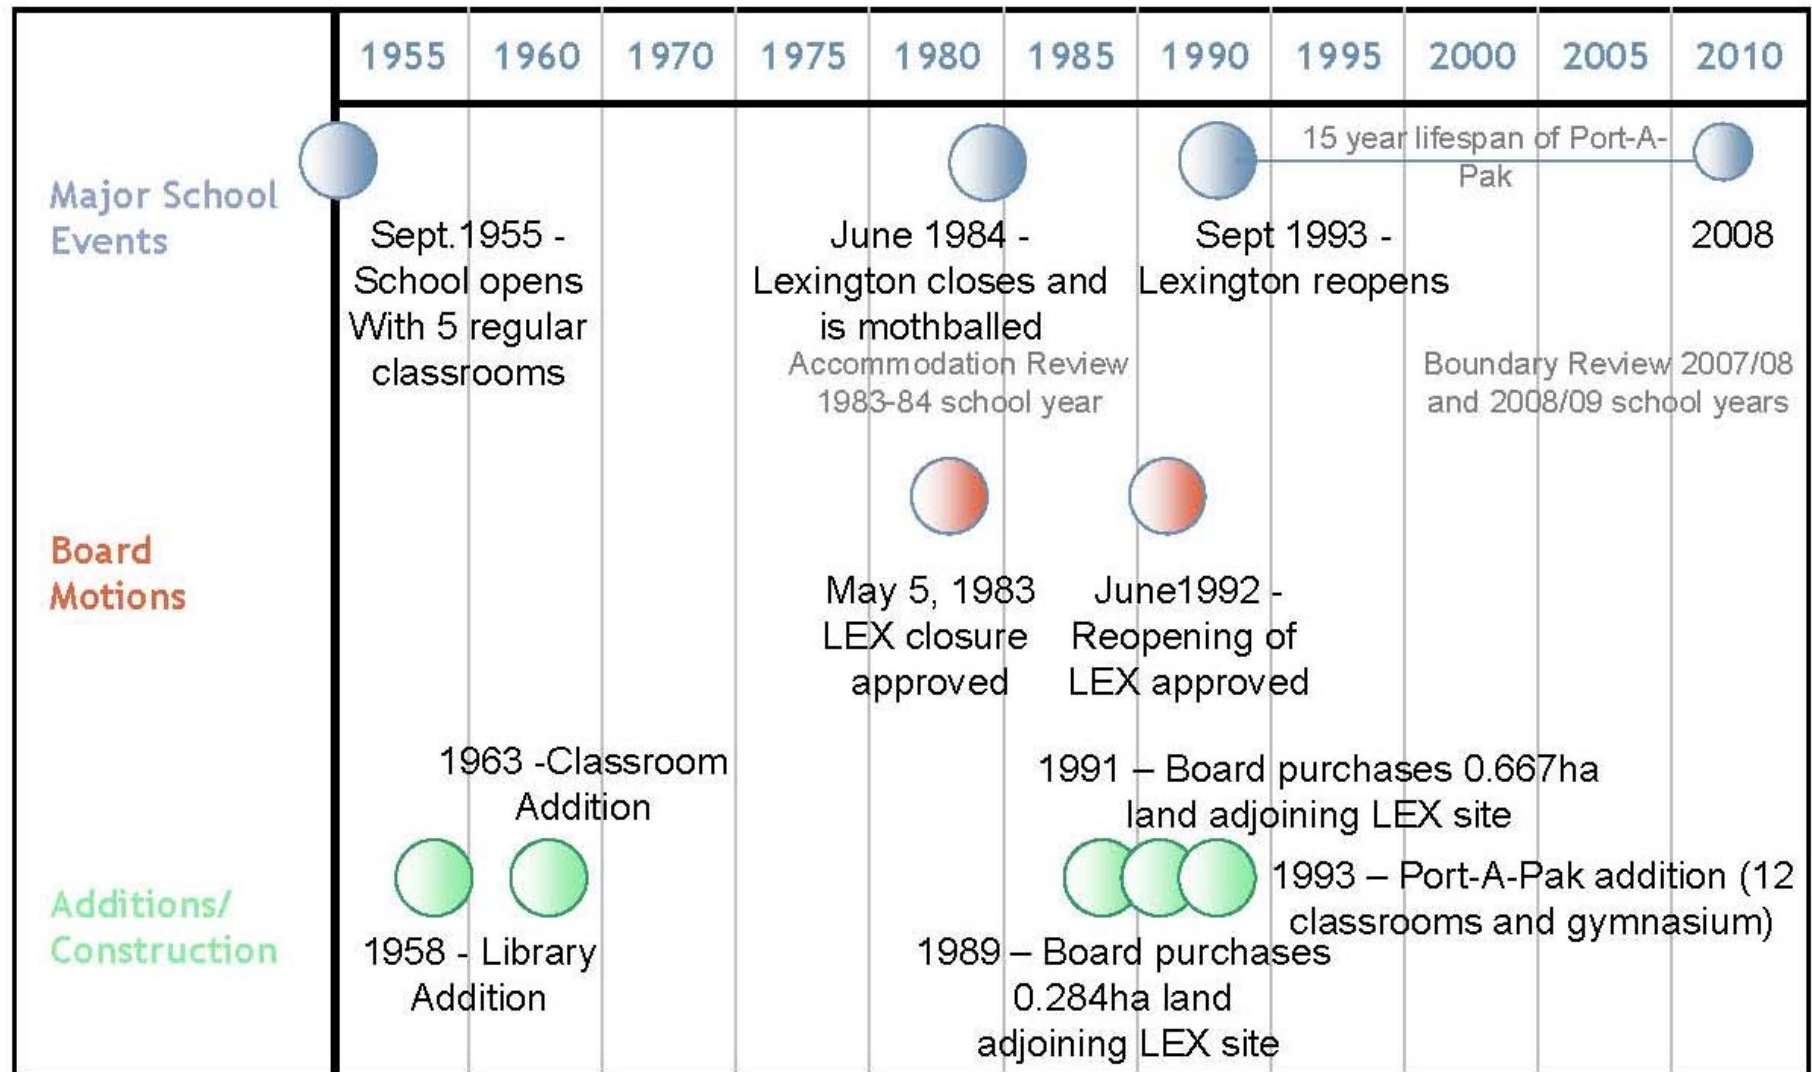 1955 1960 1970 1975 1980 1985 1990 1995 2000 2005 2010
Major School
Events
15 year lifespan of Port-A-
Pak
Sept.1955 -
School opens
With 5 regular
classrooms
June 1984 -
Lexington closes and
is mothballed
Accommodation Review
1983-84 school year
Sept 1993 -
Lexington reopens
2008
Boundary Review 2007/08
and 2008/09 school years
Board
Motions
May 5, 1983
LEX closure
approved
June1992 -
Reopening of
LEX approved
Additions/
Construction
1963 -Classroom
Addition
1958 - Library
Addition
1991 – Board purchases 0.667ha
land adjoining LEX site
1993 – Port-A-Pak addition (12
classrooms and gymnasium)
1989 – Board purchases
0.284ha land
adjoining LEX site